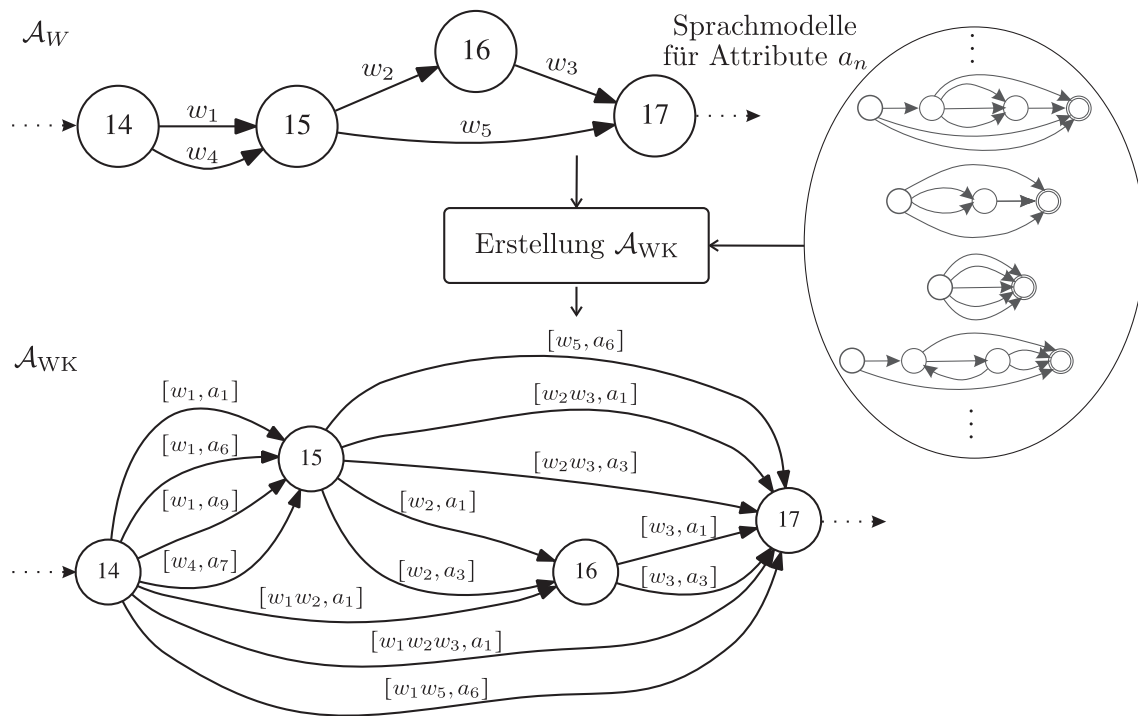 𝒜_W
14
15
16
17
w_1
w_4
w_2
w_3
w_5
Sprachmodelle
für Attribute a_n
Erstellung 𝒜_WK
𝒜_WK
[w_5, a_6]
[w_1, a_1]
[w_2w_3, a_1]
[w_1, a_6]
15
[w_2w_3, a_3]
[w_1, a_9]
[w_2, a_1]
17
[w_3, a_1]
[w_4, a_7]
14
[w_2, a_3]
16
[w_3, a_3]
[w_1w_2, a_1]
[w_1w_2w_3, a_1]
[w_1w_5, a_6]